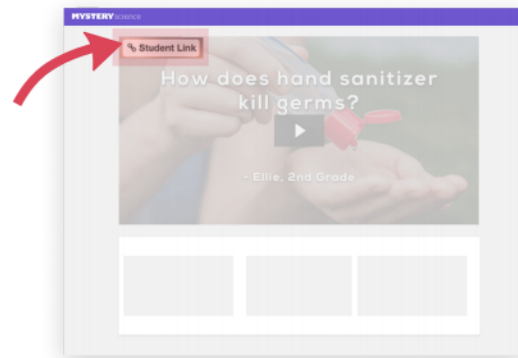 MYSTERY science
Student Link
How does hand sanitizer
kill germs?
- Ellie, 2nd Grade